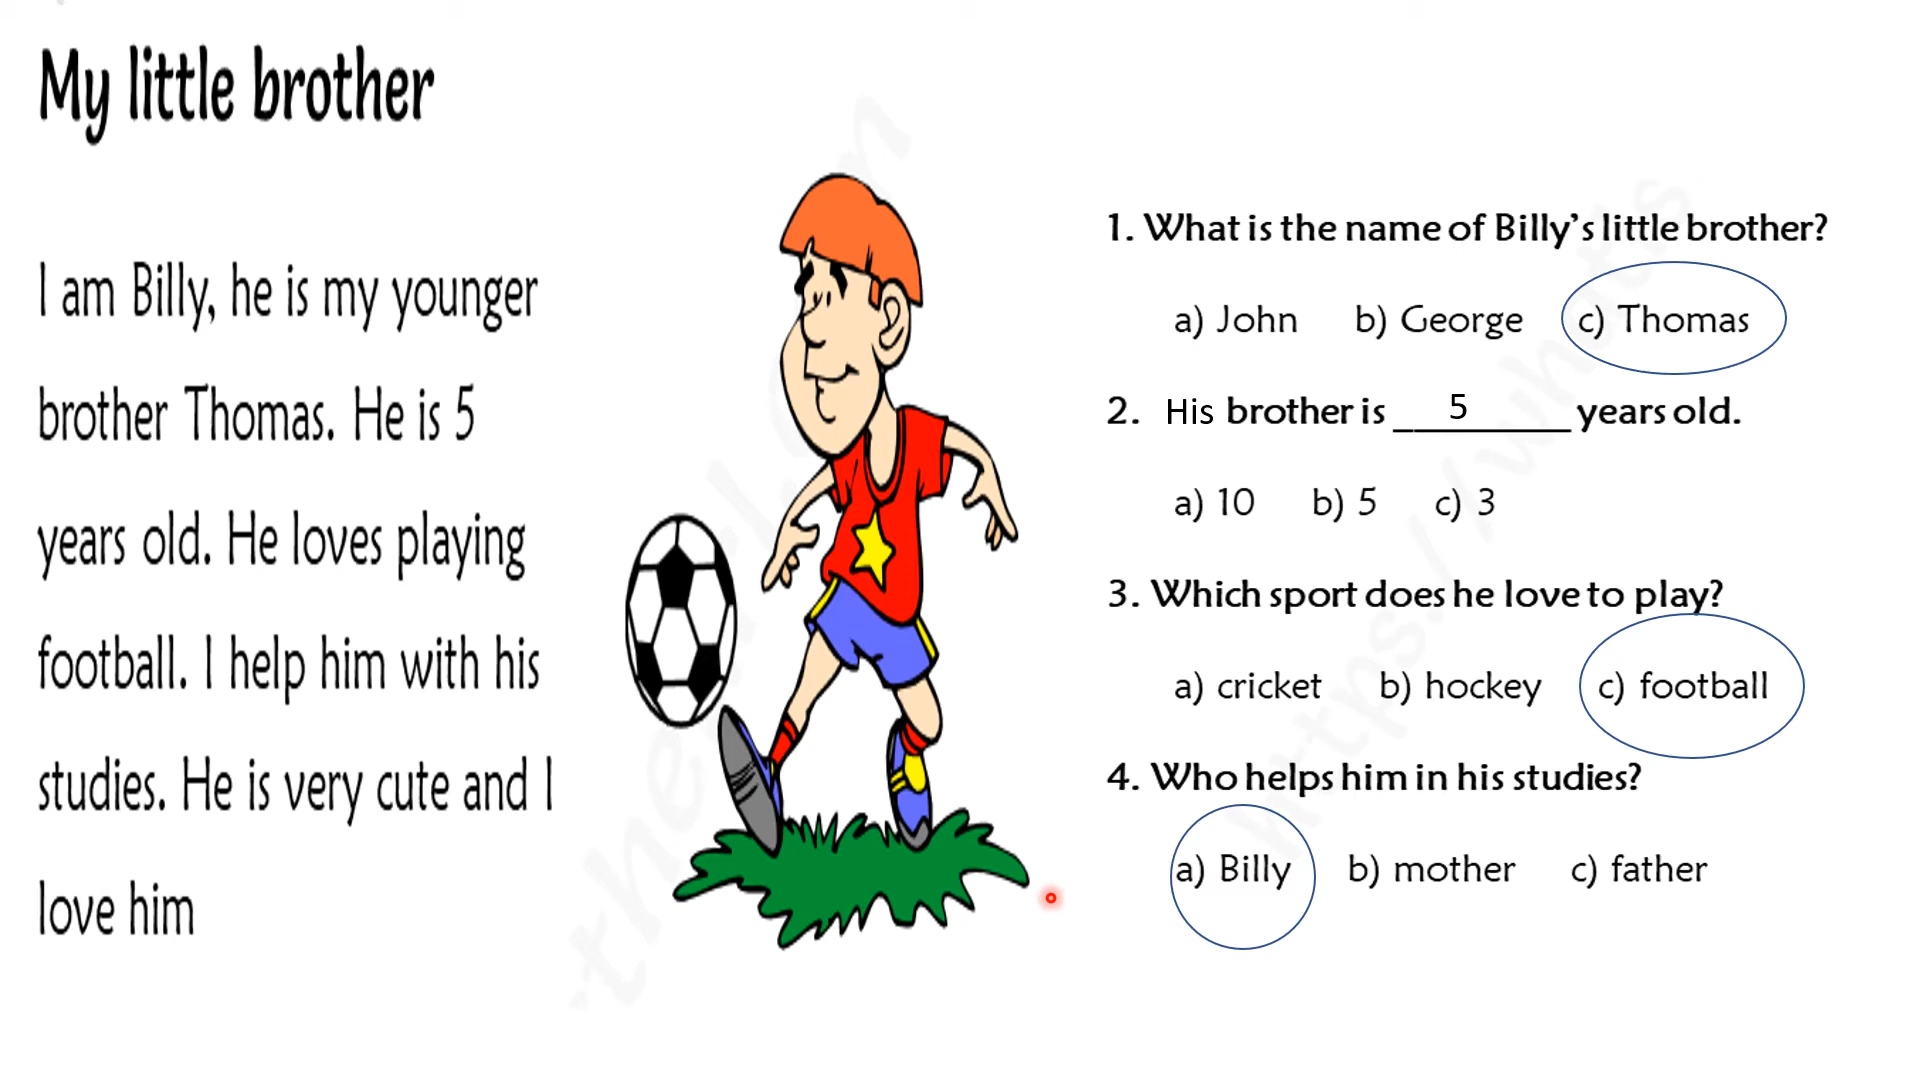 My little brother
I am Billy, he is my younger
brother Thomas. He is 5
years old. He loves playing
football. I help him with his
studies. He is very cute and I
love him
1. What is the name of Billy's little brother?
a) John b) George c) Thomas
2. His brother is ________ years old.
5
a) 10 b) 5 c) 3
3. Which sport does he love to play?
a) cricket b) hockey c) football
4. Who helps him in his studies?
a) Billy b) mother c) father